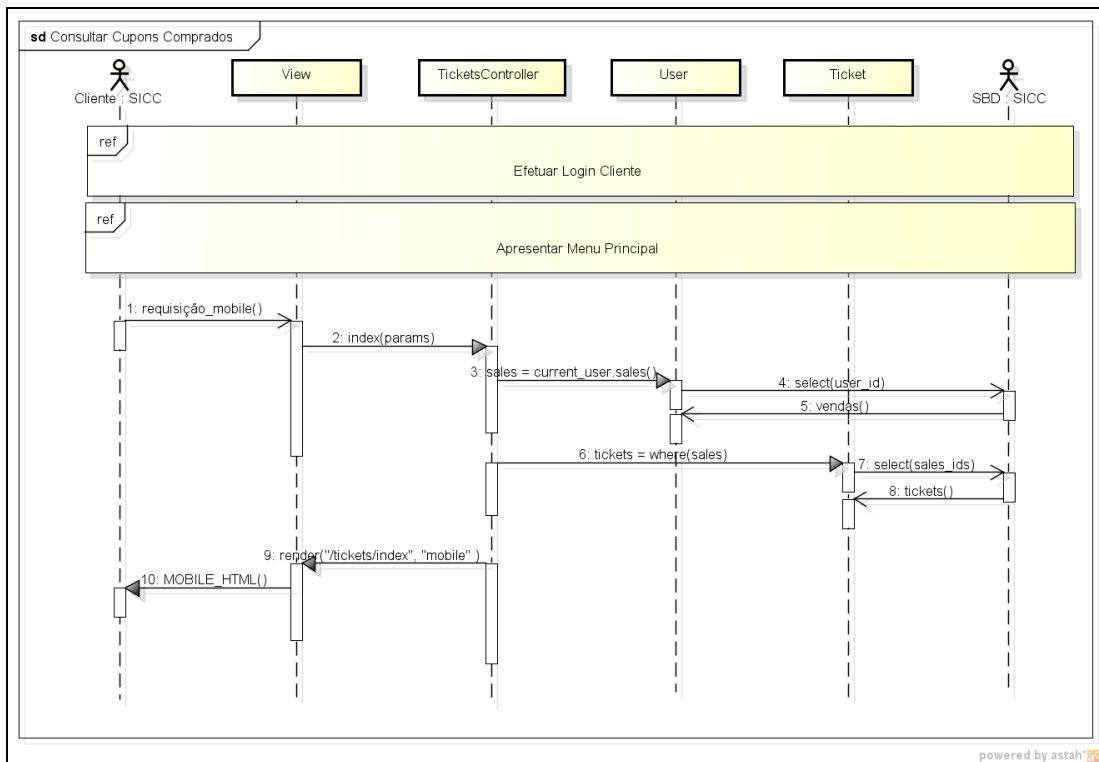 sd Consultar Cupons Comprados
Cliente : SICC
View
TicketsController
User
Ticket
SBD : SICC
ref
Efetuar Login Cliente
ref
Apresentar Menu Principal
1: requisição_mobile()
2: index(params)
3: sales = current_user.sales()
4: select(user_id)
5: vendas()
6: tickets = where(sales)
7: select(sales_ids)
8: tickets()
9: render("/tickets/index", "mobile" )
10: MOBILE_HTML()
powered by astah*